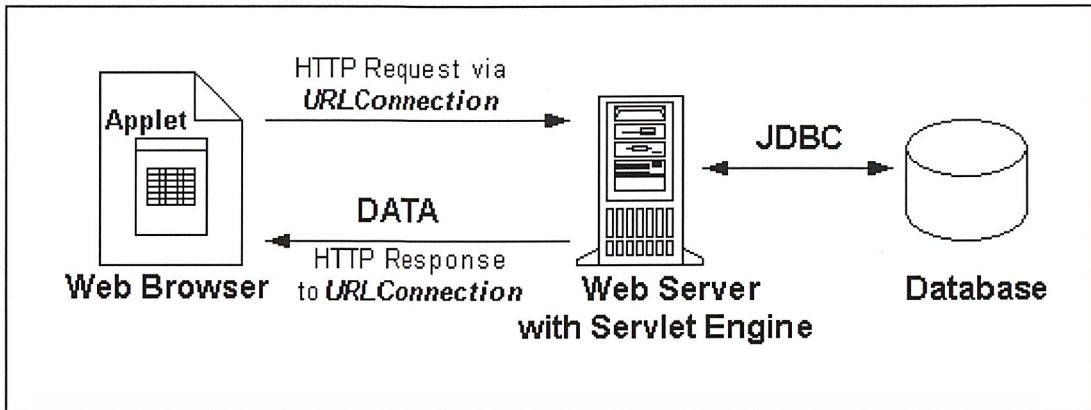 HTTP Request via
URLConnection
Applet
JDBC
DATA
HTTP Response
to URLConnection
Web Browser
Web Server
with Servlet Engine
Database